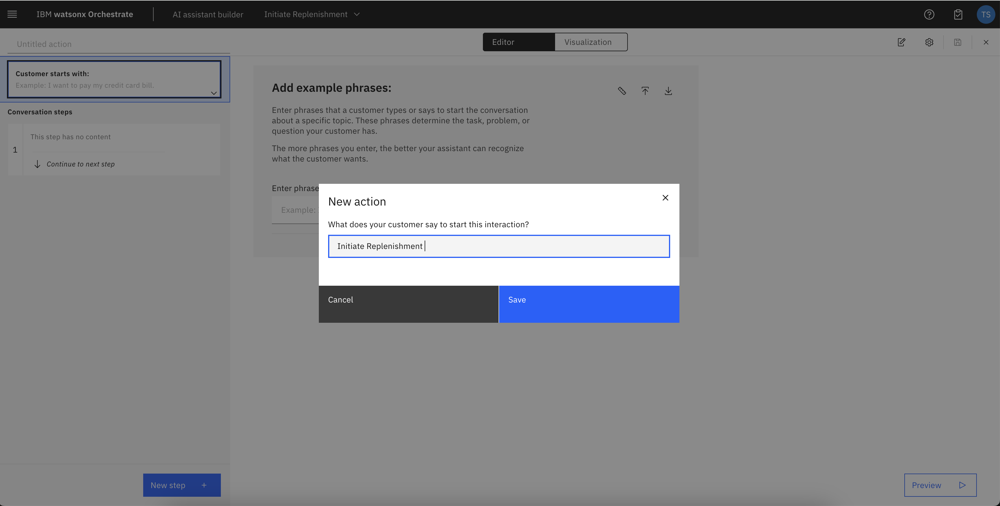 IBM watsonx Orchestrate
AI assistant builder
Initiate Replenishment
TS
Untitled action
Editor
Visualization
Customer starts with:
Example: I want to pay my credit card bill.
Conversation steps
1
This step has no content
Continue to next step
Add example phrases:
Enter phrases that a customer types or says to start the conversation
about a specific topic. These phrases determine the task, problem, or
question your customer has.
The more phrases you enter, the better your assistant can recognize
what the customer wants.
Enter phrase
Example:
New action
What does your customer say to start this interaction?
Initiate Replenishment
Cancel
Save
New step +
Preview